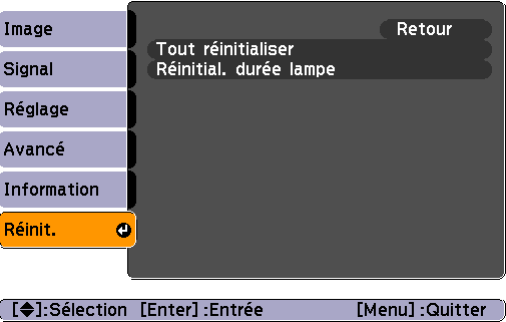 Image
Signal
Réglage
Avancé
Information
Réinit.
Retour
Tout réinitialiser
Réinitial. durée lampe
[◆]:Sélection [Enter]:Entrée [Menu]:Quitter